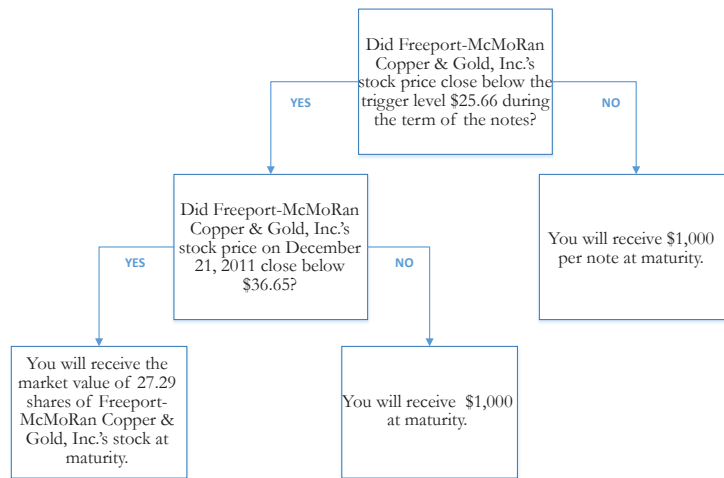 Did Freeport-McMoRan
Copper & Gold, Inc.'s
stock price close below the
trigger level $25.66 during
the term of the notes?
YES
NO
Did Freeport-McMoRan
Copper & Gold, Inc.'s
stock price on December
21, 2011 close below
$36.65?
You will receive $1,000
per note at maturity.
YES
NO
You will receive the
market value of 27.29
shares of Freeport-
McMoRan Copper &
Gold, Inc.'s stock at
maturity.
You will receive $1,000
at maturity.